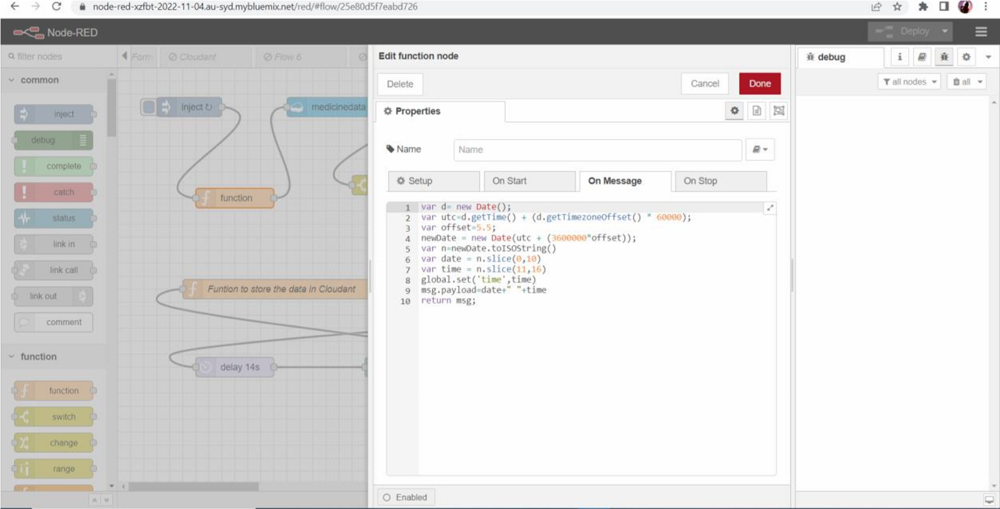 node-red-xzfbt-2022-11-04.au-syd.mybluemix.net/red/#flow/25e80d5f7eabd726
Node-RED
Deploy
filter nodes
Form
Cloudant
Flow 6
Edit function node
debug
Delete
Cancel
Done
all nodes
all
common
inject
debug
complete
catch
status
link in
link call
link out
comment
function
function
switch
change
range
inject ↻
medicinedata
function
Funtion to store the data in Cloudant
delay 14s
Properties
Name
Name
Setup
On Start
On Message
On Stop
1 var d= new Date();
2 var utc=d.getTime() + (d.getTimezoneOffset() * 60000);
3 var offset=5.5;
4 newDate = new Date(utc + (3600000*offset));
5 var n=newDate.toISOString()
6 var date = n.slice(0,10)
7 var time = n.slice(11,16)
8 global.set('time',time)
9 msg.payload=date+" "+time
10 return msg;
Enabled